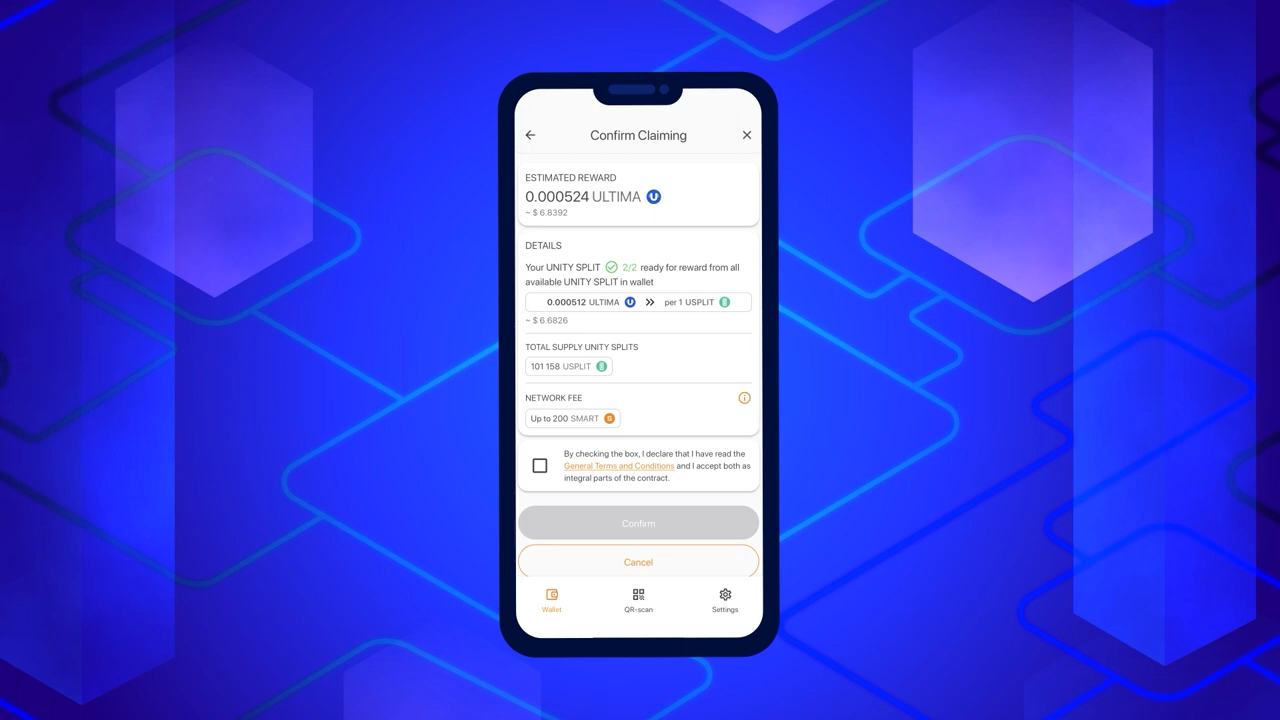 Confirm Claiming
ESTIMATED REWARD
0.000524 ULTIMA
~ $ 6.8392
DETAILS
Your UNITY SPLIT 2/2 ready for reward from all
available UNITY SPLIT in wallet
0.000512 ULTIMA per 1 USPLIT
~ $ 6.6826
TOTAL SUPPLY UNITY SPLITS
101 158 USPLIT
NETWORK FEE
Up to 200 SMART
By checking the box, I declare that I have read the
General Terms and Conditions and I accept both as
integral parts of the contract.
Confirm
Cancel
Wallet QR-scan Settings